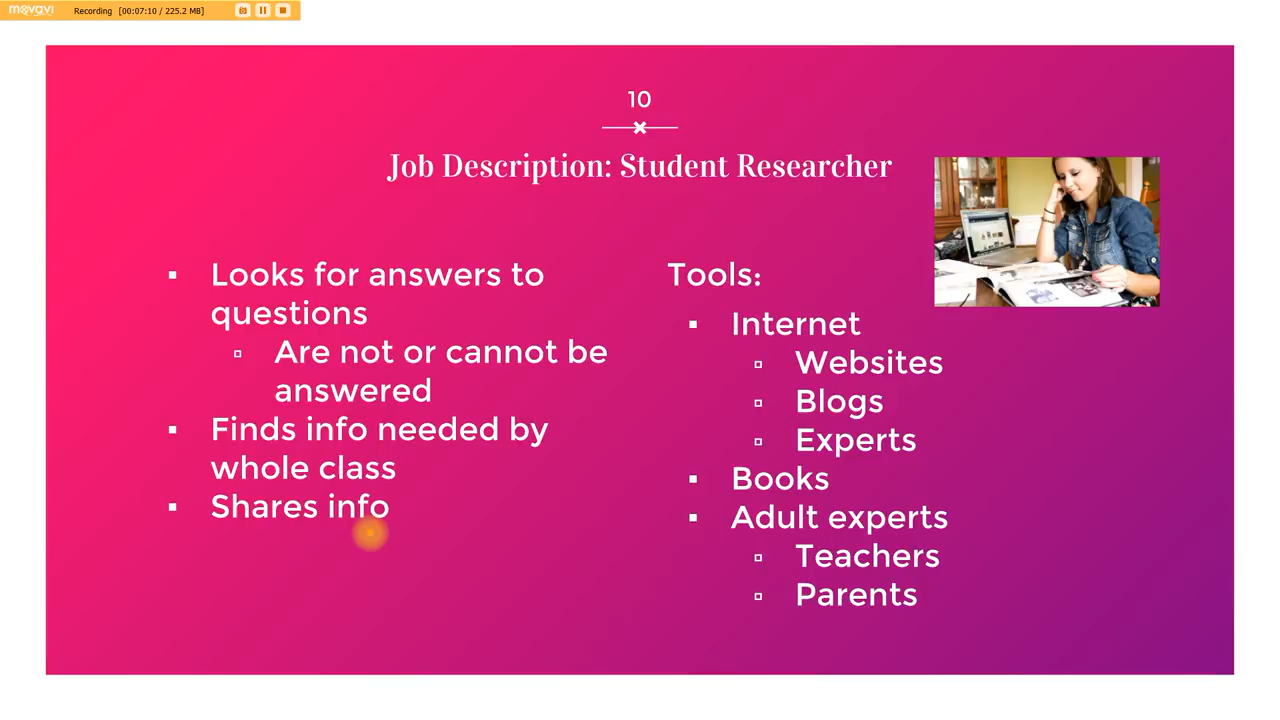 movavi
Recording [00:07:10 / 225.2 MB]
10
Job Description: Student Researcher
Looks for answers to
questions
Are not or cannot be
answered
Finds info needed by
whole class
Shares info
Tools:
Internet
Websites
Blogs
Experts
Books
Adult experts
Teachers
Parents